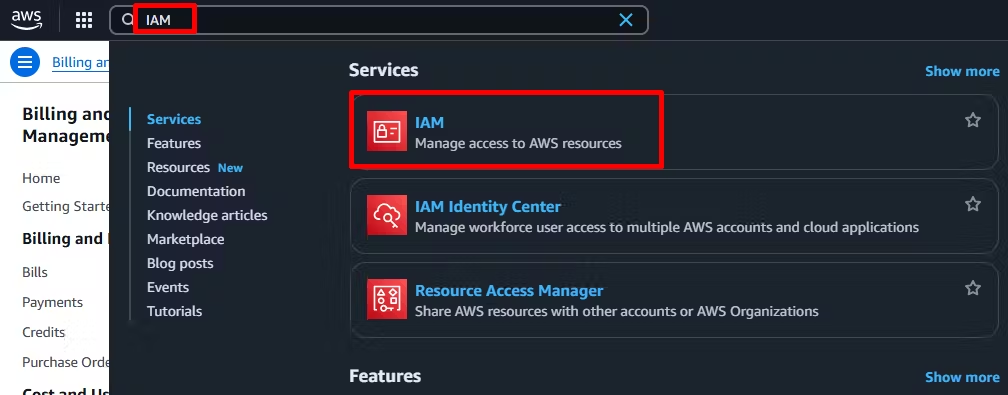 aws
IAM
Billing an
Billing and
Manageme
Home
Getting Starte
Billing and
Bills
Payments
Credits
Purchase Orde
Cost and Us
Services
Features
Resources New
Documentation
Knowledge articles
Marketplace
Blog posts
Events
Tutorials
Services
Show more
IAM
Manage access to AWS resources
IAM Identity Center
Manage workforce user access to multiple AWS accounts and cloud applications
Resource Access Manager
Share AWS resources with other accounts or AWS Organizations
Features
Show more